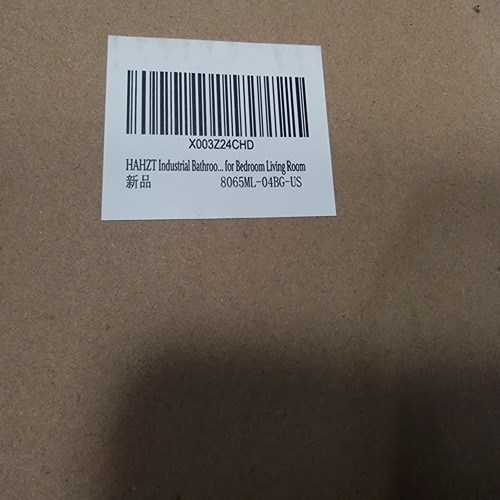 X003Z24CHD
HAHZT Industrial Bathroo... for Bedroom Living Room
新品 8065ML-04BG-US